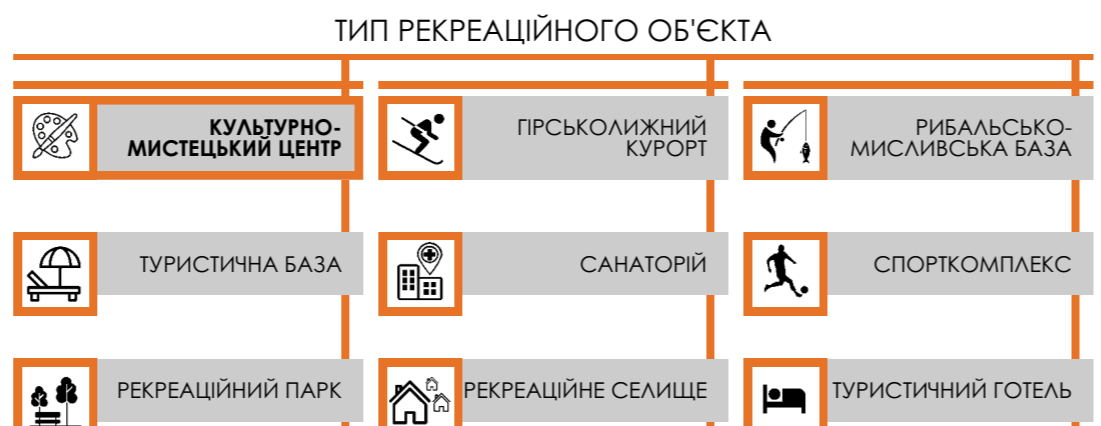 ТИП РЕКРЕАЦІЙНОГО ОБ'ЄКТА
КУЛЬТУРНО-
МИСТЕЦЬКИЙ ЦЕНТР
ГІРСЬКОЛИЖНИЙ
КУРОРТ
РИБАЛЬСЬКО-
МИСЛИВСЬКА БАЗА
ТУРИСТИЧНА БАЗА
САНАТОРІЙ
СПОРТКОМПЛЕКС
РЕКРЕАЦІЙНИЙ ПАРК
РЕКРЕАЦІЙНЕ СЕЛИЩЕ
ТУРИСТИЧНИЙ ГОТЕЛЬ